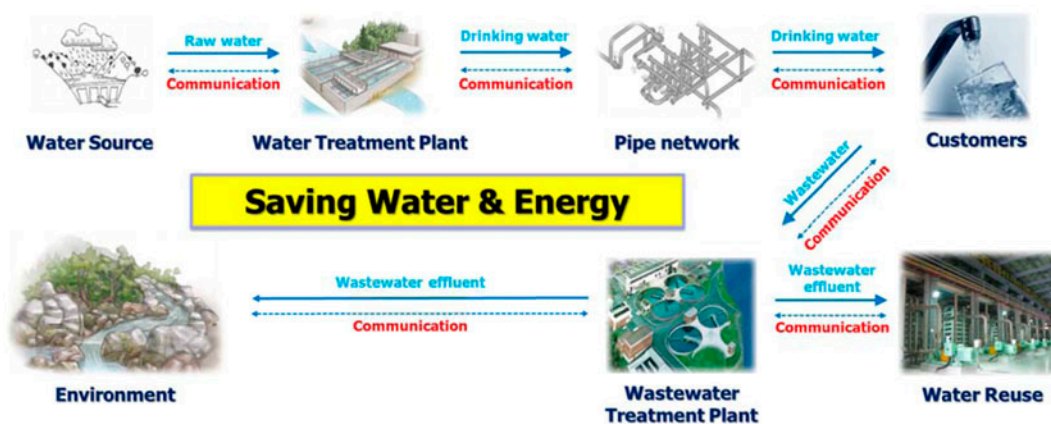 Raw water
Communication
Drinking water
Communication
Drinking water
Communication
Water Source
Water Treatment Plant
Pipe network
Customers
Wastewater
Communication
Saving Water & Energy
Wastewater effluent
Communication
Wastewater
effluent
Communication
Environment
Wastewater
Treatment Plant
Water Reuse